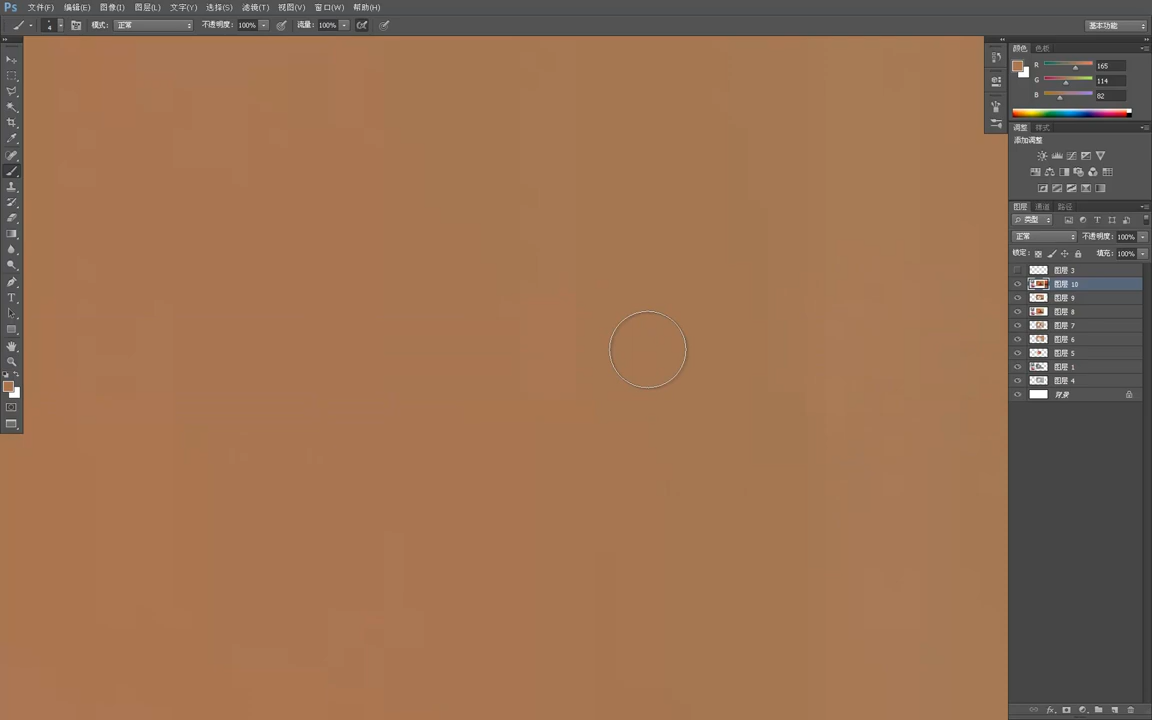 Ps 文件(F) 编辑(E) 图像(I) 图层(L) 文字(Y) 选择(S) 滤镜(T) 视图(V) 窗口(W) 帮助(H)
4 模式: 正常 不透明度: 100% 流量: 100% 基本功能
颜色 色板
R 165
G 114
B 82
调整 样式
添加调整
图层 通道 路径
类型
正常 不透明度: 100%
锁定: 填充: 100%
图层 3
图层 10
图层 9
图层 8
图层 7
图层 6
图层 5
图层 1
图层 4
背景